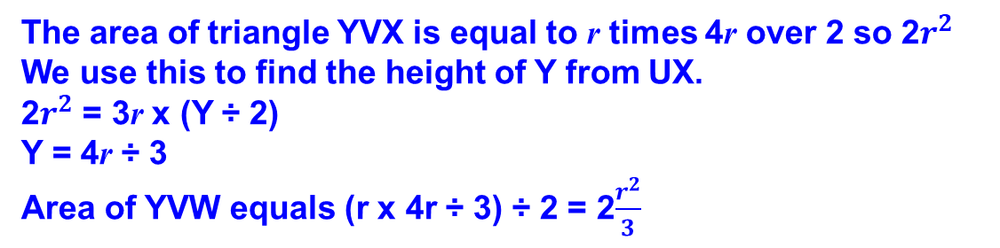 The area of triangle YVX is equal to r times 4r over 2 so 2r²
We use this to find the height of Y from UX.
2r² = 3r x (Y ÷ 2)
Y = 4r ÷ 3
Area of YVW equals (r x 4r ÷ 3) ÷ 2 = 2r²/3